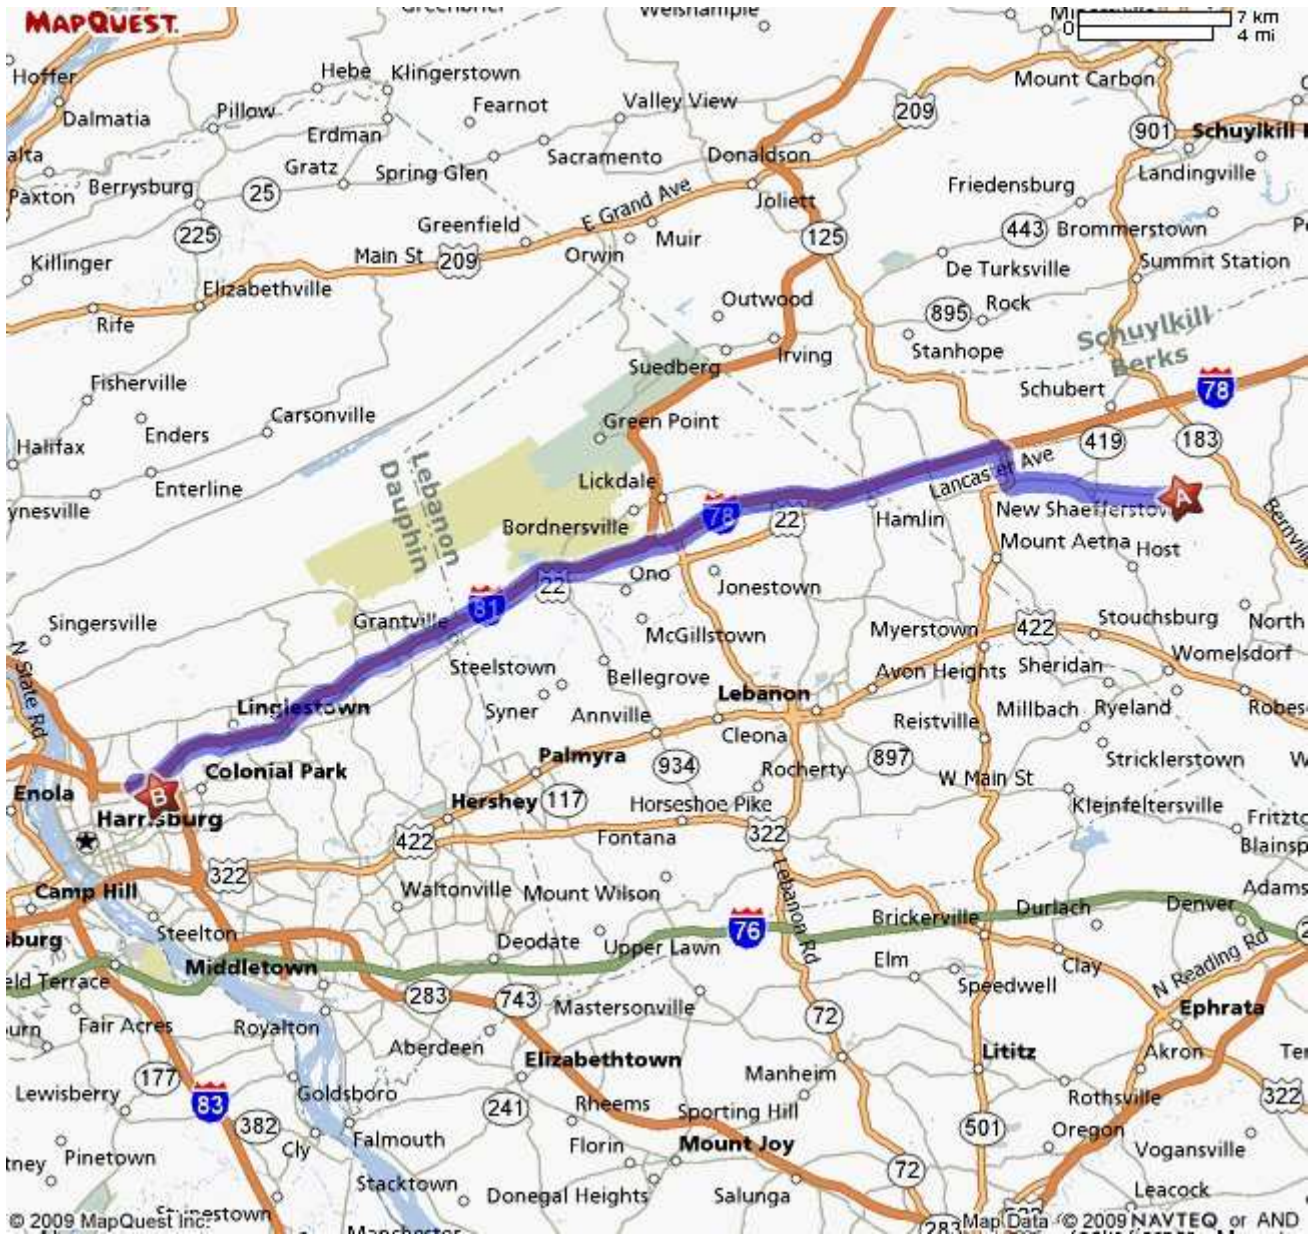 MAPQUEST.
7 km
0
4 mi
Hoffer
Hebe
Klingerstown
Mount Carbon
Dalmatia
Pillow
Fearnot
Valley View
209
901
Erdman
Gratz
Sacramento
Donaldson
Landingville
Paxton
Berrysburg
25
Spring Glen
Friedensburg
Joliett
E Grand Ave
225
Greenfield
Muir
125
443
Brommerstown
Killinger
Main St
209
Orwin
De Turksville
Summit Station
Elizabethville
Outwood
895
Rock
Rife
Schuylkill
Berks
Irving
Stanhope
Suedberg
Fisherville
Schubert
78
Carsonville
Enders
Green Point
Halifax
419
183
Lebanon
Dauphin
Lancaster Ave
Enterline
Lickdale
A
78
22
Hamlin
New Shaefferstown
Bordnersville
Mount Aetna
Host
22
Ono
Jonestown
81
Singersville
Grantville
McGillstown
Myerstown
422
Stouchsburg
North
N State Rd
Steelstown
Bellegrove
Avon Heights
Sheridan
Womelsdorf
Linglestown
Syner
Annville
Lebanon
Reistville
Millbach
Ryeland
Cleona
Palmyra
934
897
Stricklerstown
Colonial Park
Rocherty
W Main St
Enola
B
Hershey
117
Horseshoe Pike
Kleinfeltersville
Harrisburg
422
Fontana
322
322
Camp Hill
Waltonville
Mount Wilson
Lebanon Rd
Brickerville
Durlach
Denver
Steelton
Deodate
Upper Lawn
76
Middletown
Elm
Clay
N Reading Rd
283
743
Mastersonville
Speedwell
Fair Acres
Royalton
72
Ephrata
Aberdeen
Elizabethtown
Lititz
Akron
177
Manheim
Lewisberry
83
Goldsboro
241
Rheems
Sporting Hill
Rothsville
322
382
Cly
Falmouth
Florin
Mount Joy
501
Oregon
Vogansville
Pinetown
Stacktown
Donegal Heights
Salunga
72
Leacock
© 2009 MapQuest Inc.
283
Map Data © 2009 NAVTEQ or AND